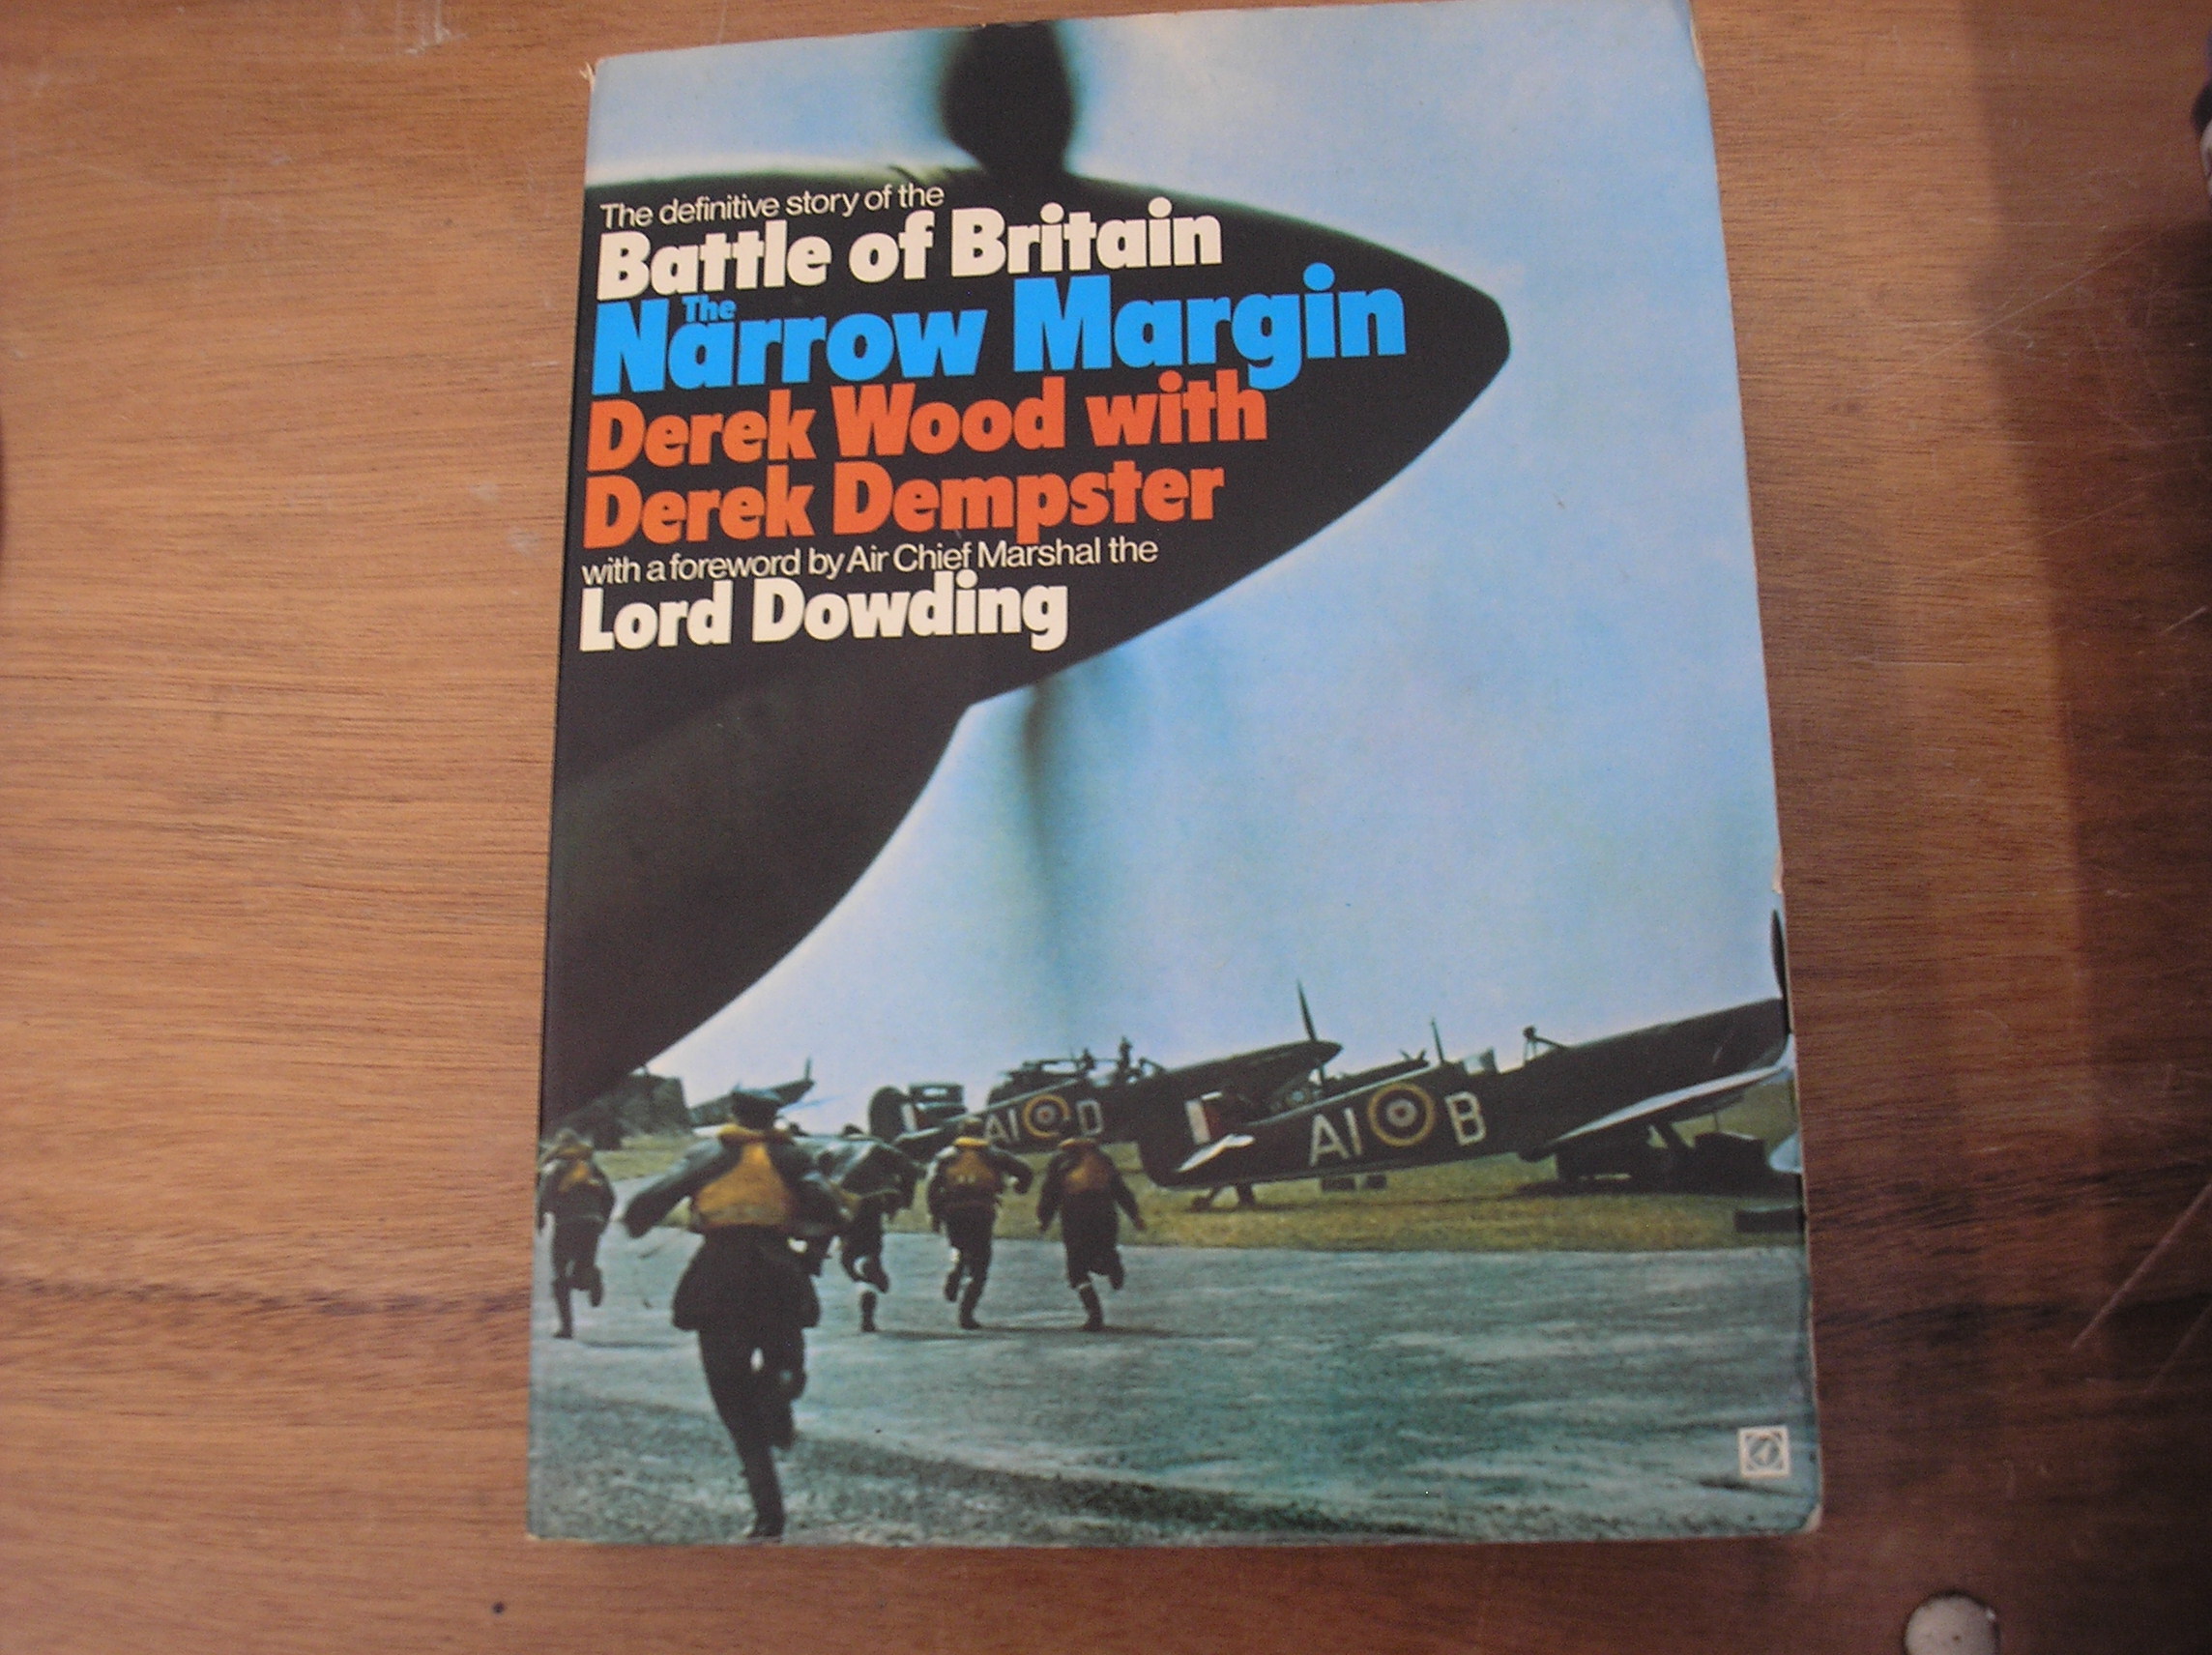 The definitive story of the
Battle of Britain
The
Narrow Margin
Derek Wood with
Derek Dempster
with a foreword by Air Chief Marshal the
Lord Dowding
AI D
AI B